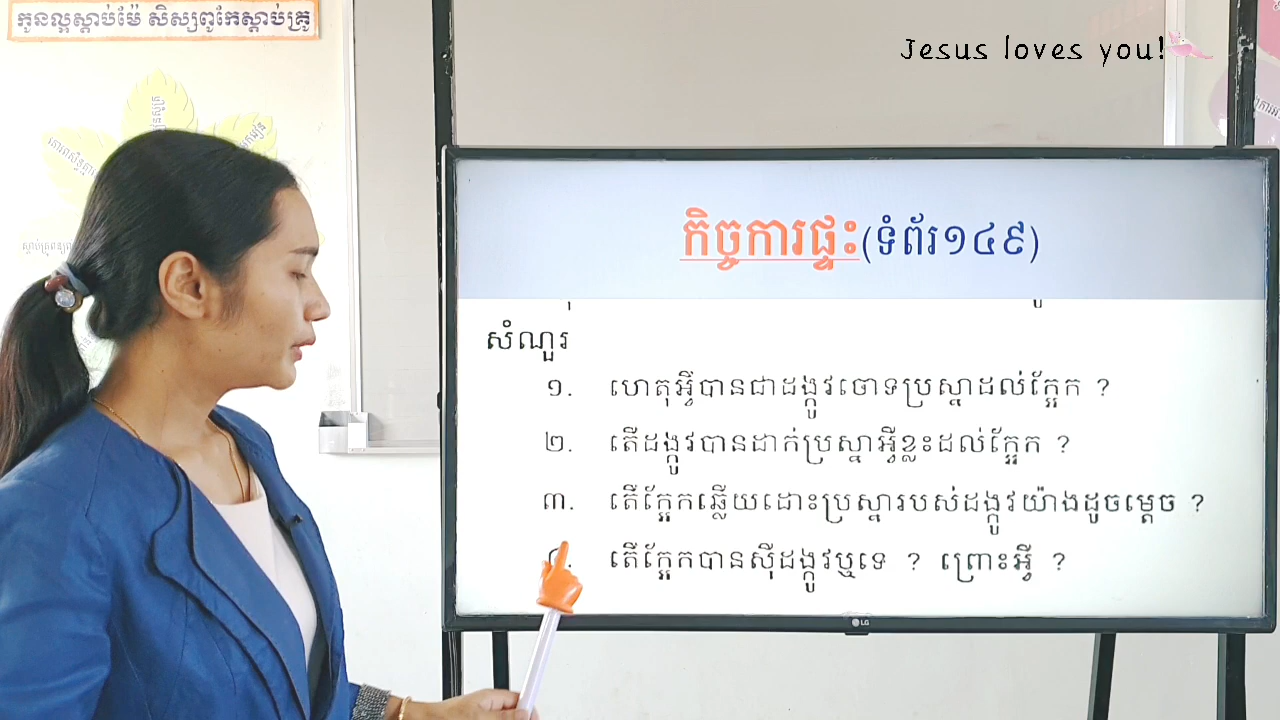 កូនល្អស្ដាប់ម៉ែ សិស្សពូកែស្ដាប់គ្រូ
Jesus loves you!
កិច្ចការផ្ទះ(ទំព័រ១៤៩)
សំណួរ
១. ហេតុអ្វីបានជាដង្កូវចោទប្រស្នាដល់ក្អែក ?
២. តើដង្កូវបានដាក់ប្រស្នាអ្វីខ្លះដល់ក្អែក ?
៣. តើក្អែកឆ្លើយដោះប្រស្នារបស់ដង្កូវយ៉ាងដូចម្ដេច ?
តើក្អែកបានស៊ីដង្កូវឬទេ ? ព្រោះអ្វី ?
LG